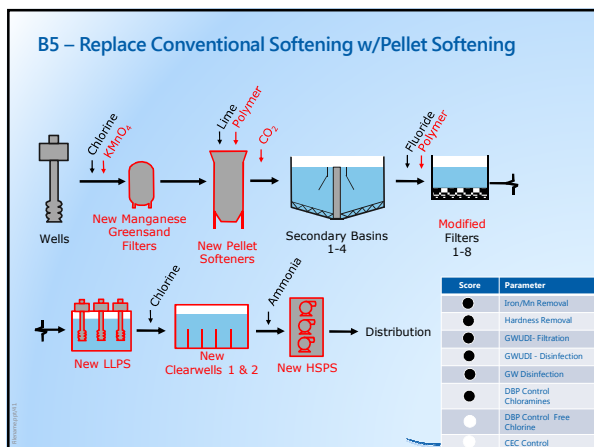 B5 – Replace Conventional Softening w/Pellet Softening
Chlorine
KMnO₄
Lime
Polymer
CO₂
Fluoride
Polymer
Wells
New Manganese
Greensand
Filters
New Pellet
Softeners
Secondary Basins
1-4
Modified
Filters
1-8
Chlorine
Ammonia
New LLPS
New
Clearwells 1 & 2
New HSPS
Distribution
Score Parameter
Iron/Mn Removal
Hardness Removal
GWUDI- Filtration
GWUDI - Disinfection
GW Disinfection
DBP Control
Chloramines
DBP Control Free
Chlorine
CEC Control